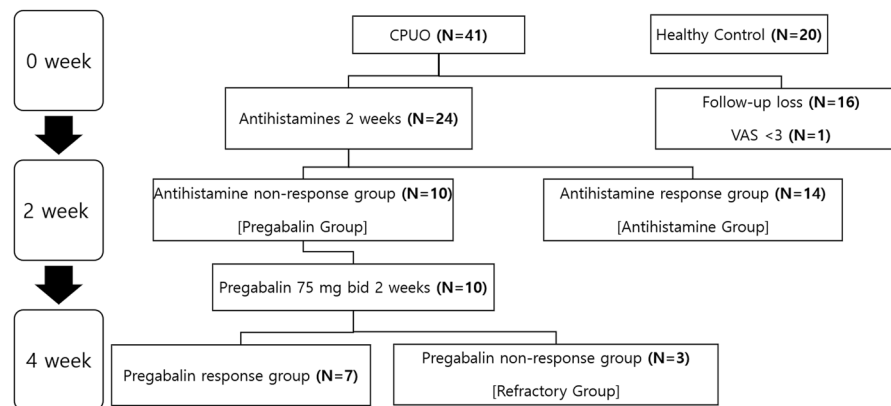 0 week
CPUO (N=41)
Healthy Control (N=20)
Antihistamines 2 weeks (N=24)
Follow-up loss (N=16)
VAS <3 (N=1)
2 week
Antihistamine non-response group (N=10)
[Pregabalin Group]
Antihistamine response group (N=14)
[Antihistamine Group]
Pregabalin 75 mg bid 2 weeks (N=10)
4 week
Pregabalin response group (N=7)
Pregabalin non-response group (N=3)
[Refractory Group]